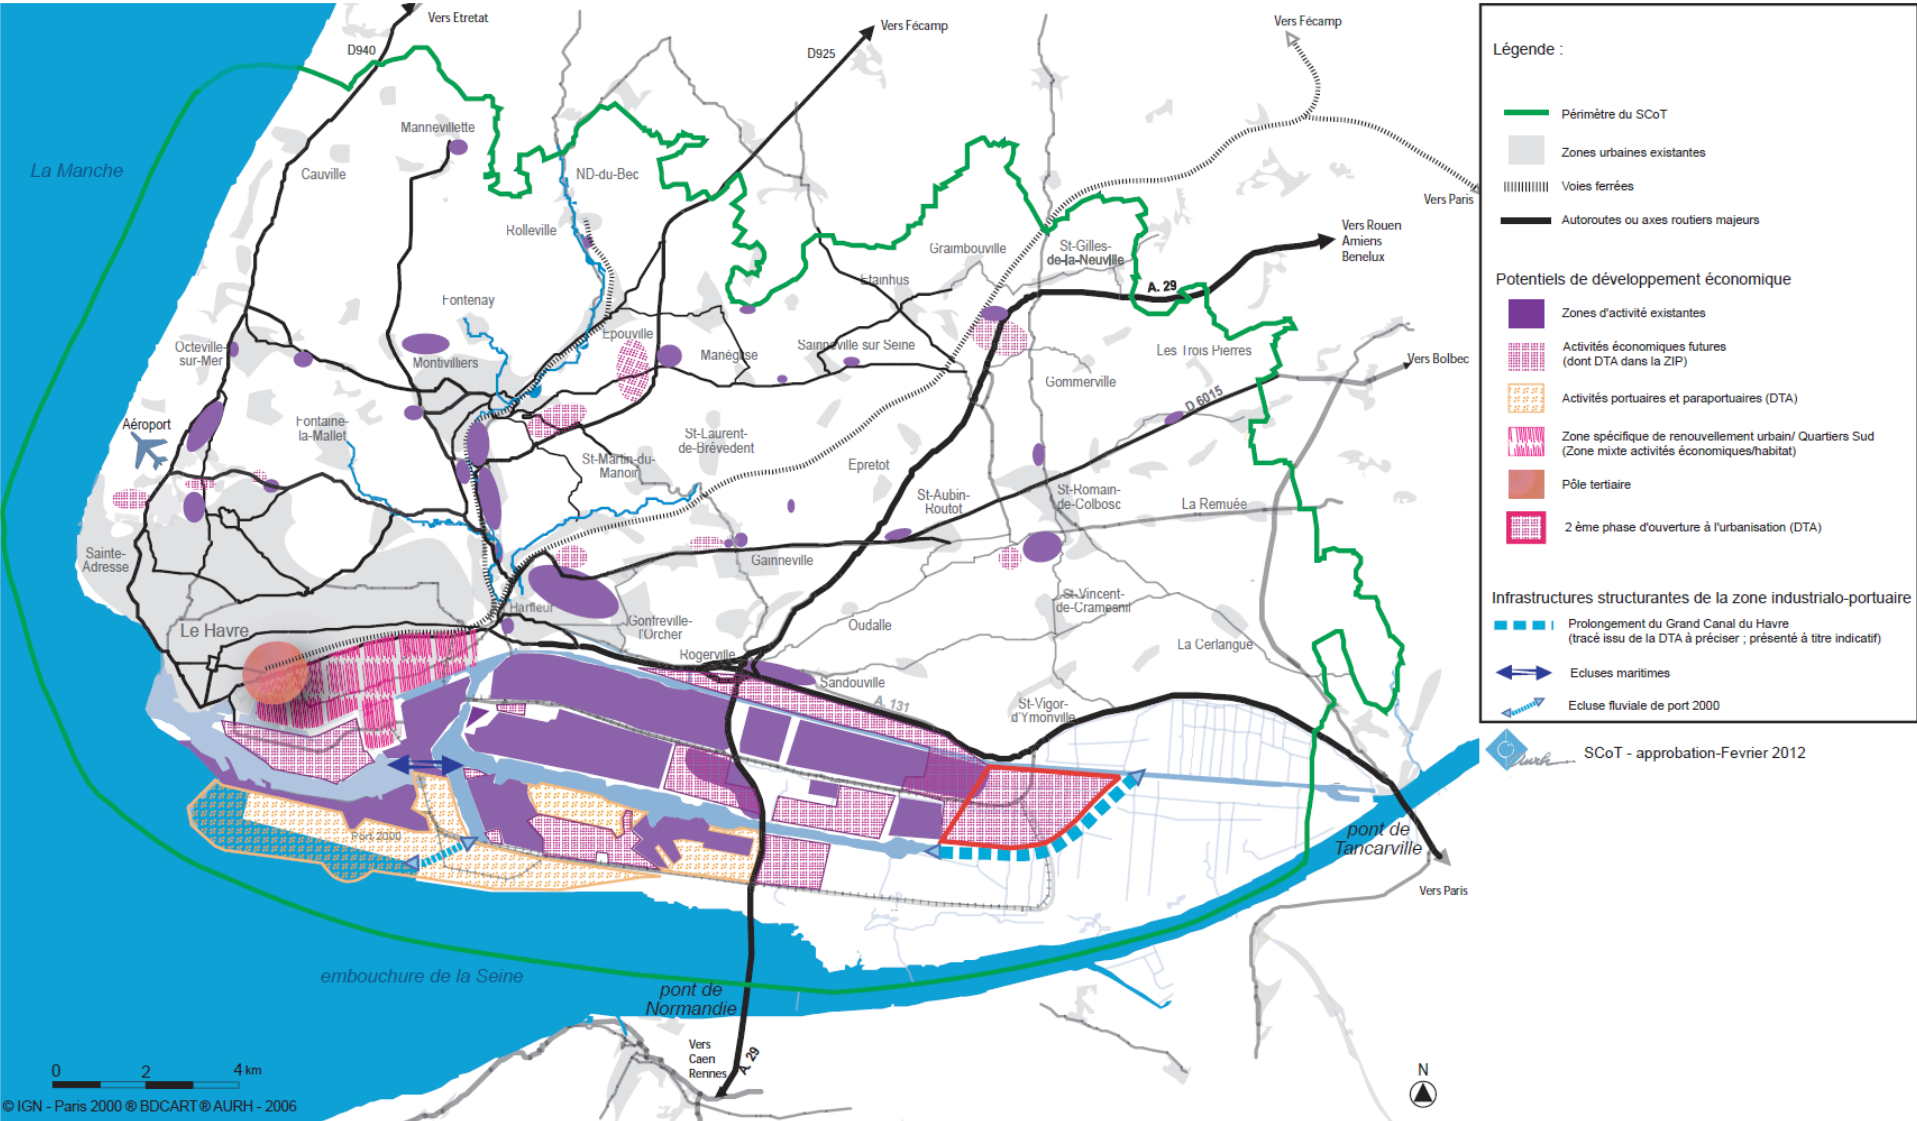 Vers Etretat
D940
Vers Fécamp
D925
Vers Fécamp
La Manche
Mannevillette
Cauville
ND-du-Bec
Rolleville
Vers Paris
Vers Rouen
Amiens
Benelux
Graimbouville
St-Gilles-
de-la-Neuville
A. 29
Etainhus
Fontenay
Epouville
Octeville-
sur-Mer
Montivilliers
Manéglise
Sainneville sur Seine
Les Trois Pierres
Vers Bolbec
Gommerville
D 6015
Aéroport
Fontaine-
la-Mallet
St-Laurent-
de-Brévedent
St-Martin-du-
Manoir
Epretot
St-Aubin-
Routot
St-Romain-
de-Colbosc
La Remuée
Sainte-
Adresse
Gainneville
Harfleur
St-Vincent-
de-Cramesnil
Gonfreville-
l'Orcher
Oudalle
Le Havre
La Cerlangue
Rogerville
Sandouville
A. 131
St-Vigor-
d'Ymonville
Port 2000
pont de
Tancarville
Vers Paris
embouchure de la Seine
pont de
Normandie
Vers
Caen
Rennes
A. 29
0 2 4 km
N
© IGN - Paris 2000 ® BDCART ® AURH - 2006
Légende :
Périmètre du SCoT
Zones urbaines existantes
Voies ferrées
Autoroutes ou axes routiers majeurs
Potentiels de développement économique
Zones d'activité existantes
Activités économiques futures
(dont DTA dans la ZIP)
Activités portuaires et paraportuaires (DTA)
Zone spécifique de renouvellement urbain/ Quartiers Sud
(Zone mixte activités économiques/habitat)
Pôle tertiaire
2 ème phase d'ouverture à l'urbanisation (DTA)
Infrastructures structurantes de la zone industrialo-portuaire
Prolongement du Grand Canal du Havre
(tracé issu de la DTA à préciser ; présenté à titre indicatif)
Ecluses maritimes
Ecluse fluviale de port 2000
Aurh
SCoT - approbation-Fevrier 2012